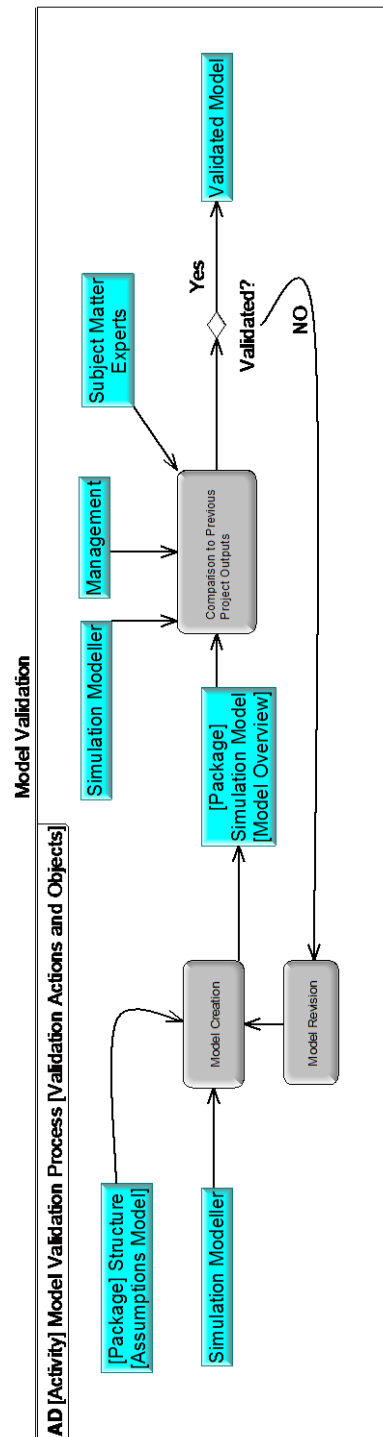 Model Validation
AD [Activity] Model Validation Process [Validation Actions and Objects]
[Package] Structure
[Assumptions Model]
Simulation Modeller
Model Creation
Model Revision
[Package]
Simulation Model
[Model Overview]
Simulation Modeller
Management
Subject Matter
Experts
Comparison to Previous
Project Outputs
Validated?
Yes
NO
Validated Model